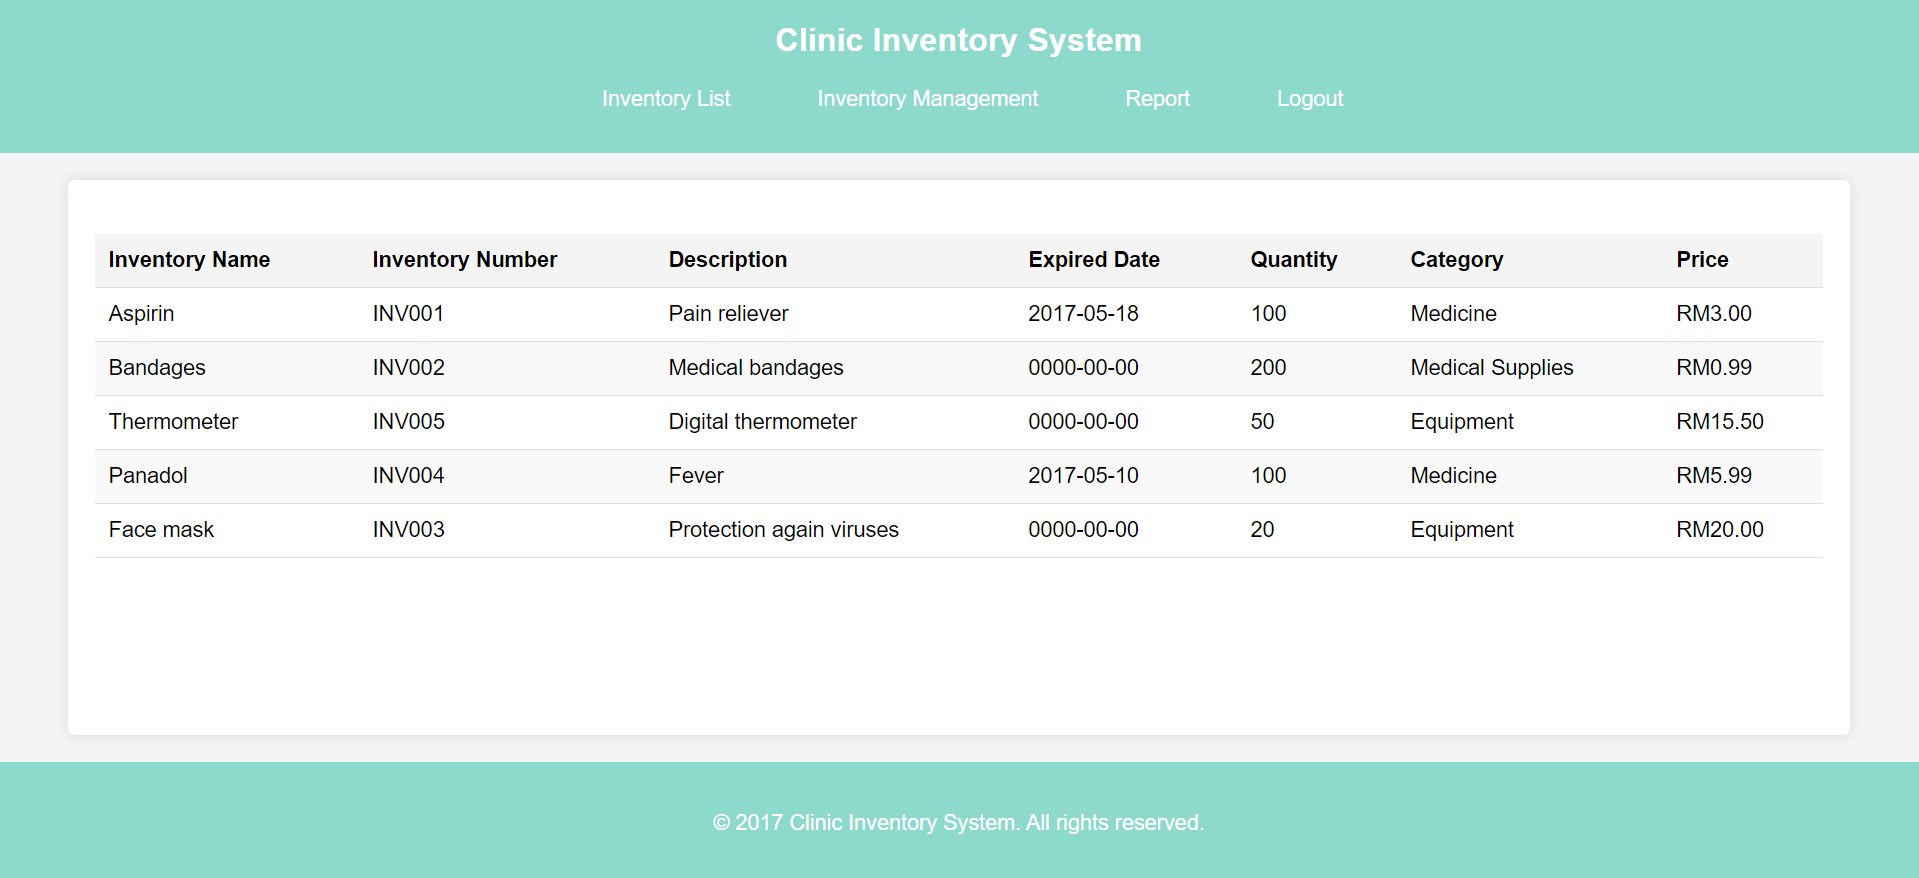 Clinic Inventory System
Inventory List Inventory Management Report Logout
Inventory Name Inventory Number Description Expired Date Quantity Category Price
Aspirin INV001 Pain reliever 2017-05-18 100 Medicine RM3.00
Bandages INV002 Medical bandages 0000-00-00 200 Medical Supplies RM0.99
Thermometer INV005 Digital thermometer 0000-00-00 50 Equipment RM15.50
Panadol INV004 Fever 2017-05-10 100 Medicine RM5.99
Face mask INV003 Protection again viruses 0000-00-00 20 Equipment RM20.00
© 2017 Clinic Inventory System. All rights reserved.